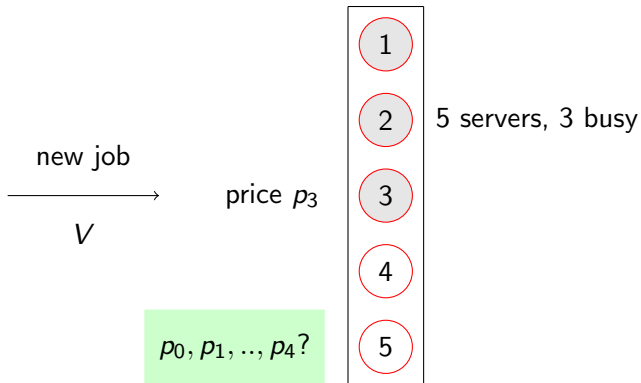 1
2
5 servers, 3 busy
new job
price p₃
3
V
4
p₀, p₁, .., p₄?
5